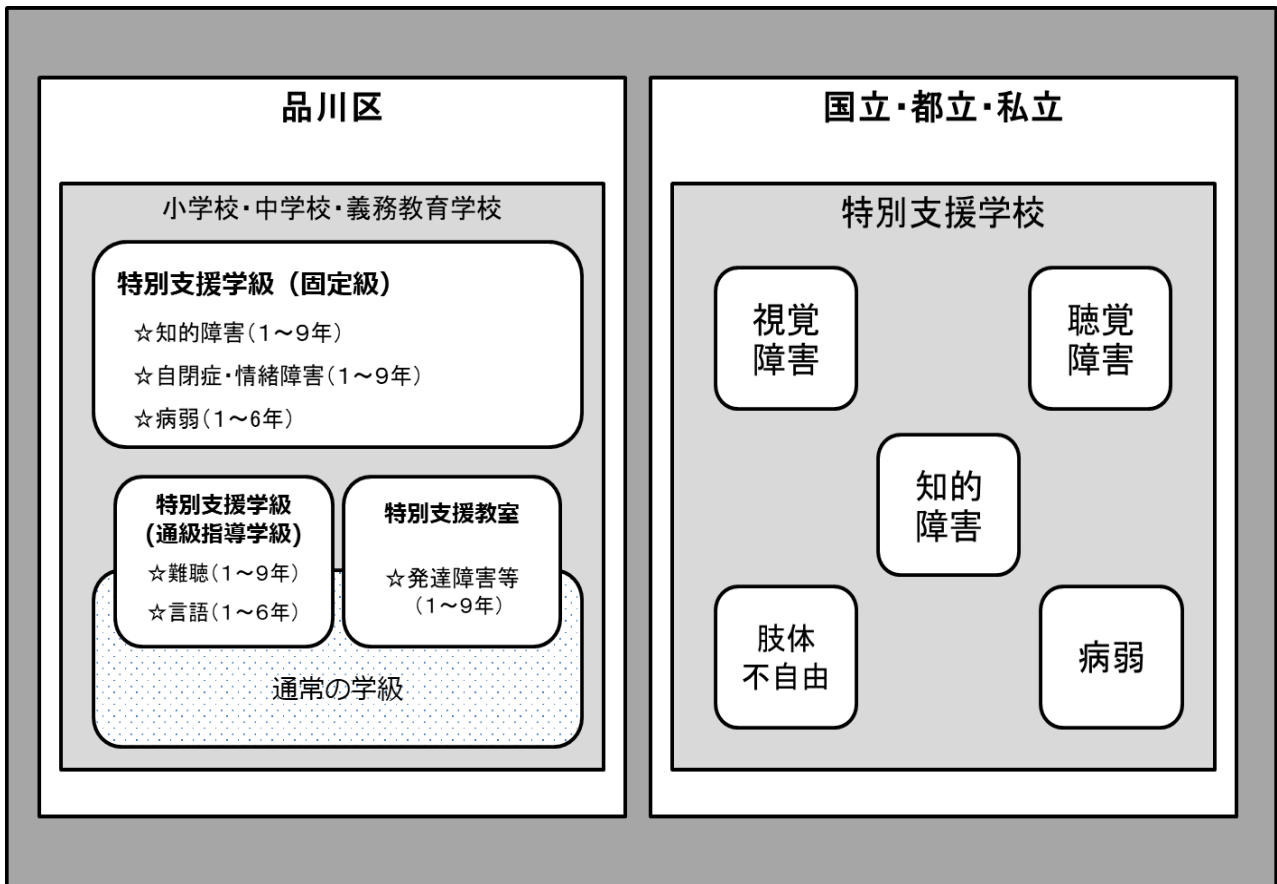 品川区
小学校・中学校・義務教育学校
特別支援学級（固定級）
☆知的障害（１～９年）
☆自閉症・情緒障害（１～９年）
☆病弱（１～6年）
特別支援学級
(通級指導学級)
☆難聴（１～９年）
☆言語（１～６年）
特別支援教室
☆発達障害等
（１～９年）
通常の学級
国立・都立・私立
特別支援学校
視覚
障害
聴覚
障害
知的
障害
肢体
不自由
病弱